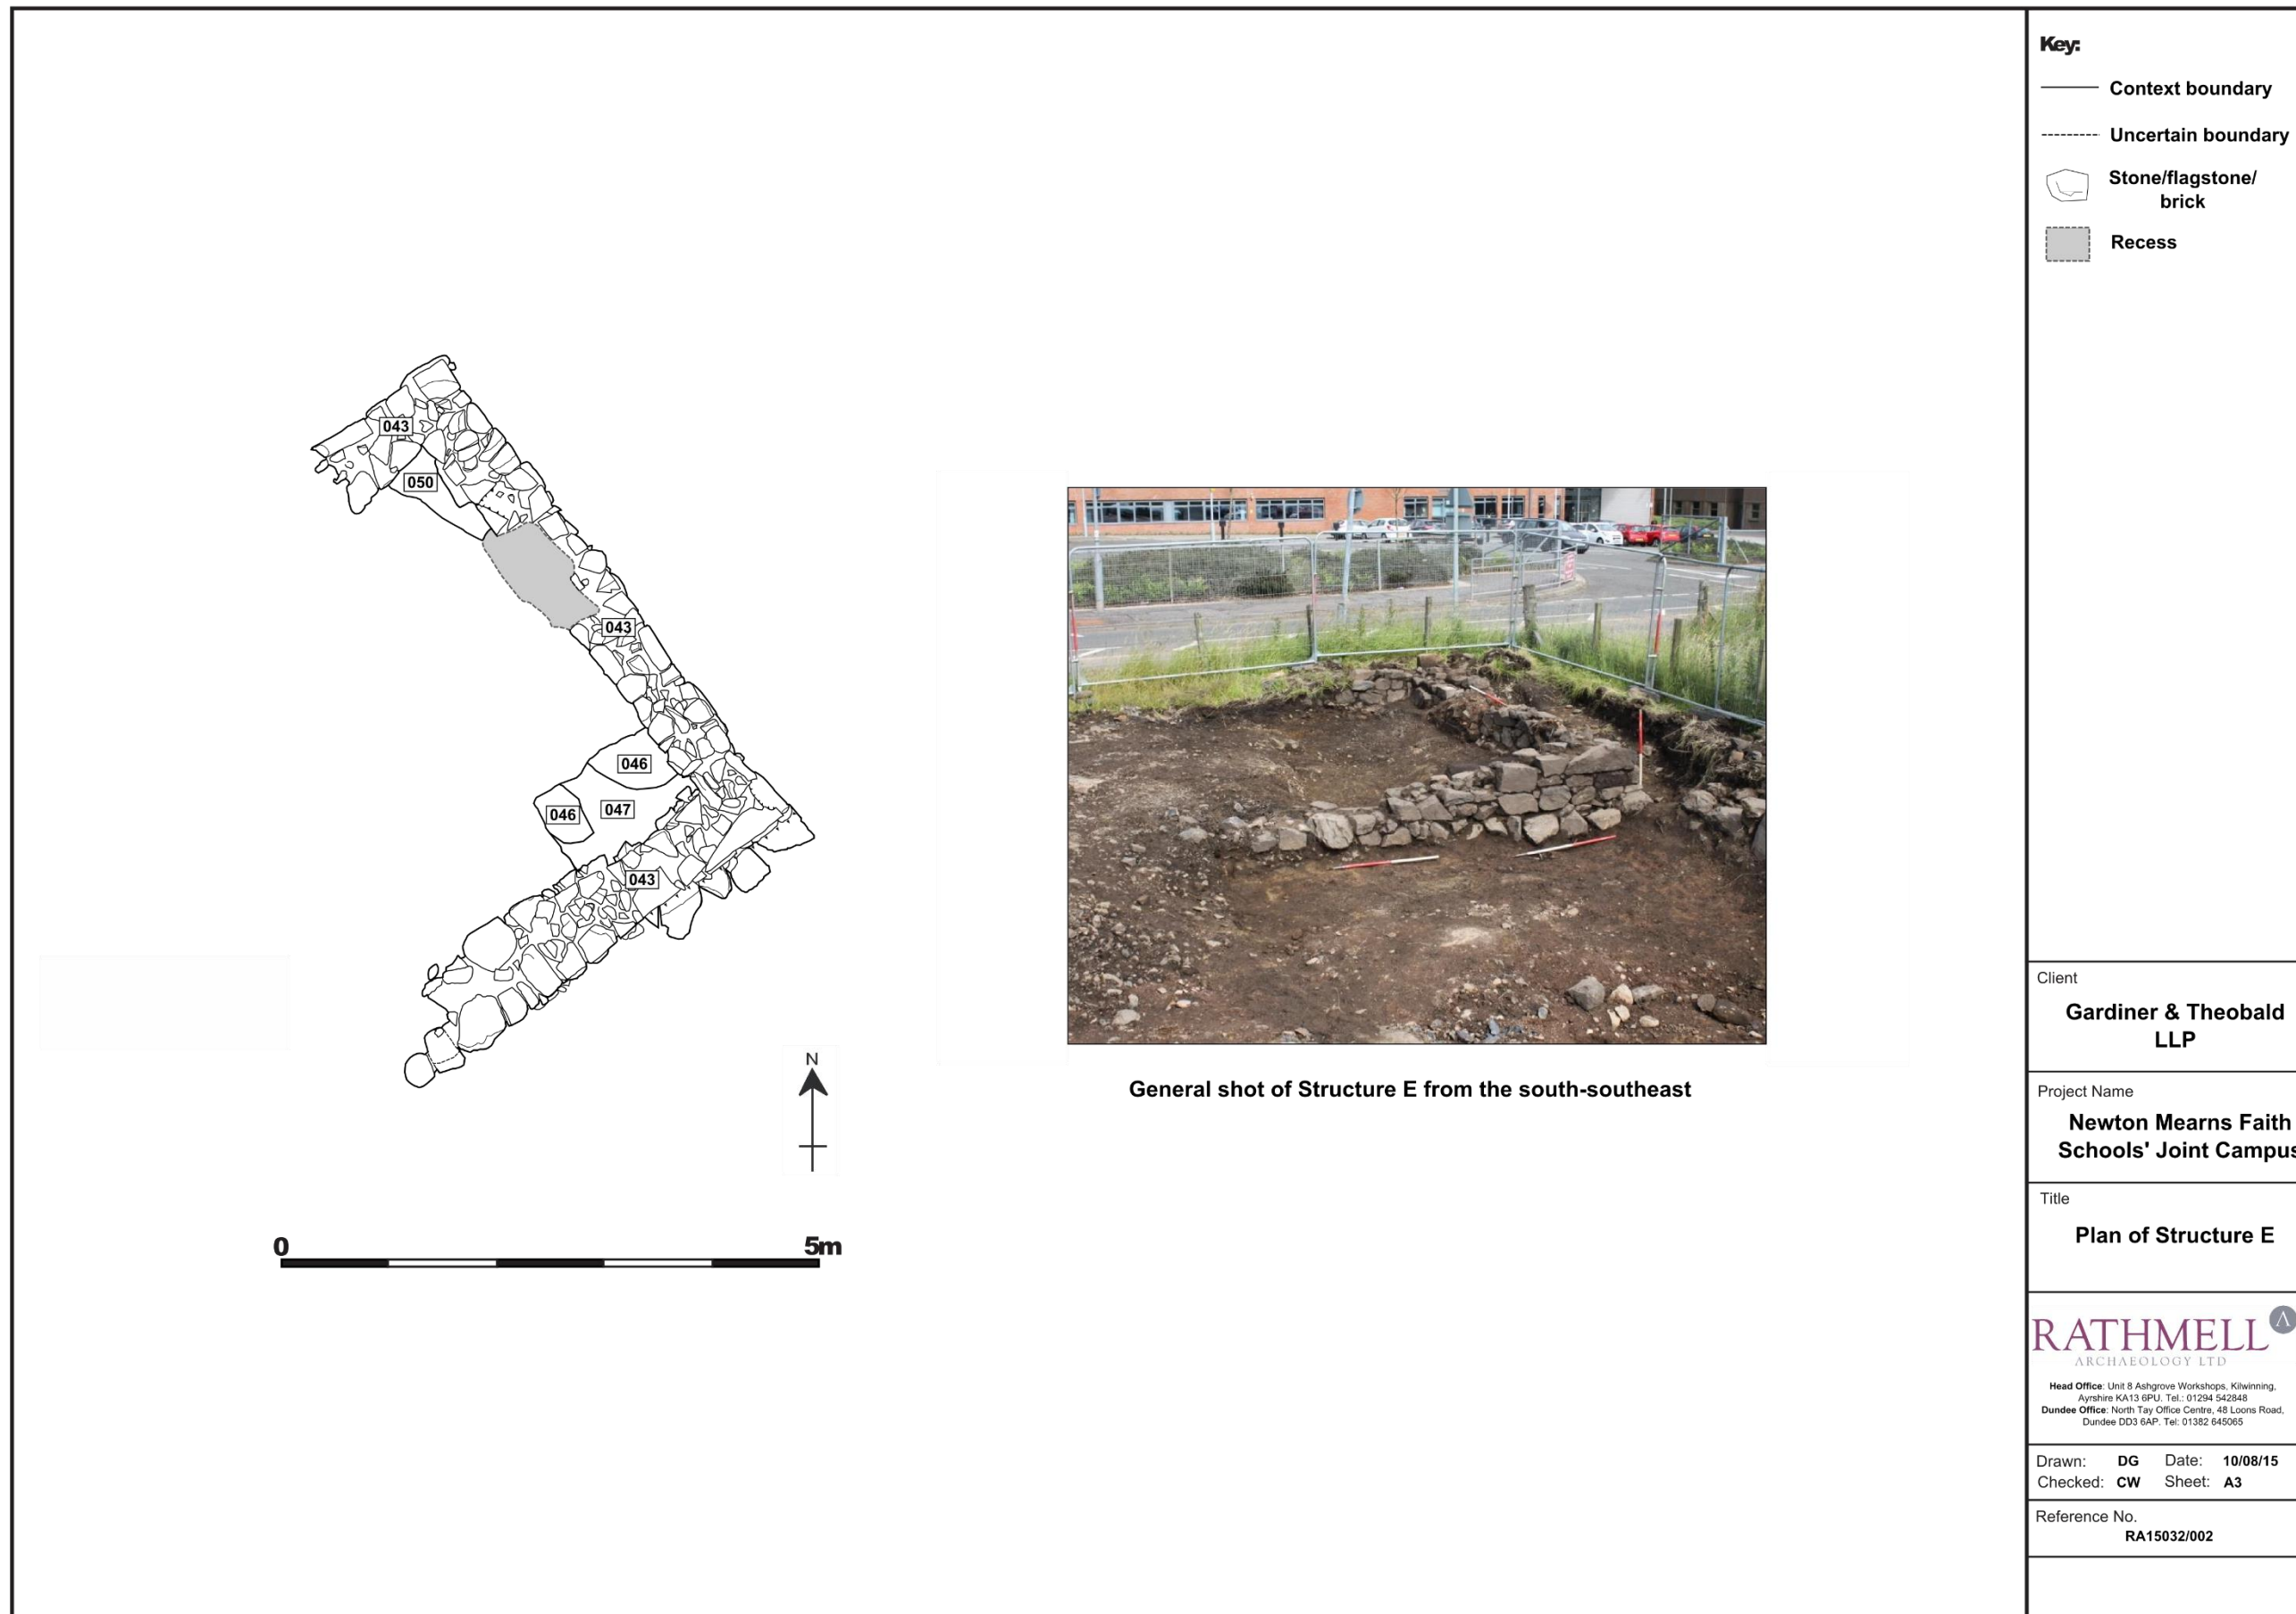 043
050
043
046
046
047
043
N
0 5m
General shot of Structure E from the south-southeast
Key:
Context boundary
Uncertain boundary
Stone/flagstone/
brick
Recess
Client
Gardiner & Theobald
LLP
Project Name
Newton Mearns Faith
Schools' Joint Campus
Title
Plan of Structure E
RATHMELL
ARCHAEOLOGY LTD
Head Office: Unit 8 Ashgrove Workshops, Kilwinning,
Ayrshire KA13 6PU. Tel.: 01294 542848
Dundee Office: North Tay Office Centre, 48 Loons Road,
Dundee DD3 6AP. Tel: 01382 645065
Drawn: DG Date: 10/08/15
Checked: CW Sheet: A3
Reference No.
RA15032/002